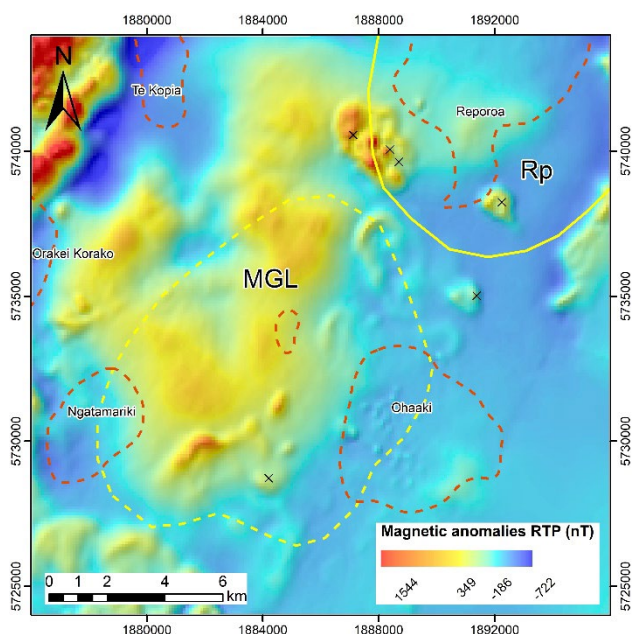 1880000 1884000 1888000 1892000
N
Te Kopia
Reporoa
5740000
5740000
Rp
Orakei Korako
MGL
5735000
5735000
Ngatamariki
Ohaaki
5730000
5730000
Magnetic anomalies RTP (nT)
1544 349 -186 -722
0 1 2 4 6
km
5725000
5725000
1880000 1884000 1888000 1892000